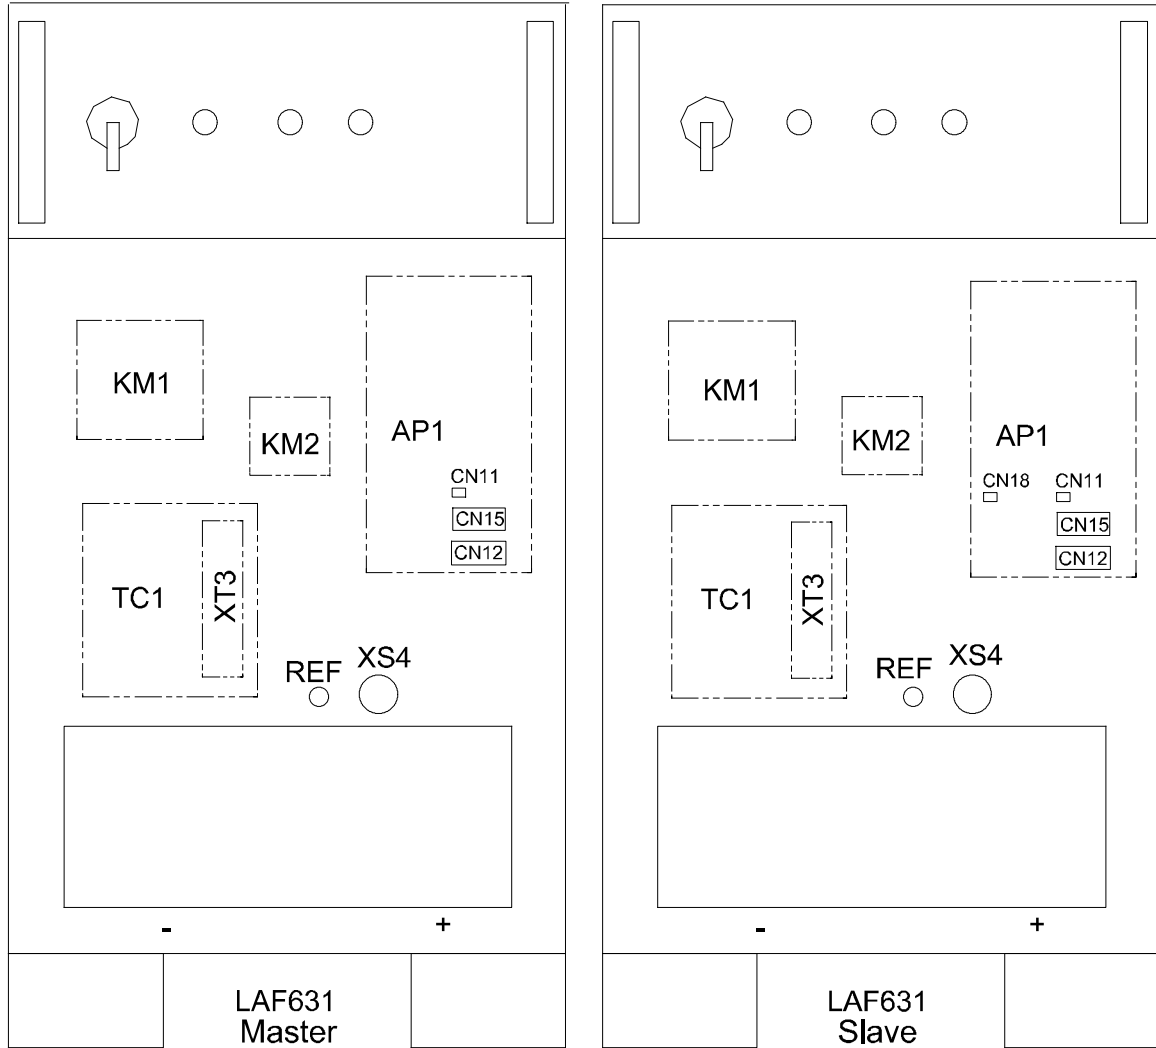 KM1
KM2
AP1
CN11
CN15
CN12
TC1
XT3
REF
XS4
-
+
LAF631
Master
KM1
KM2
AP1
CN18
CN11
CN15
CN12
TC1
XT3
REF
XS4
-
+
LAF631
Slave